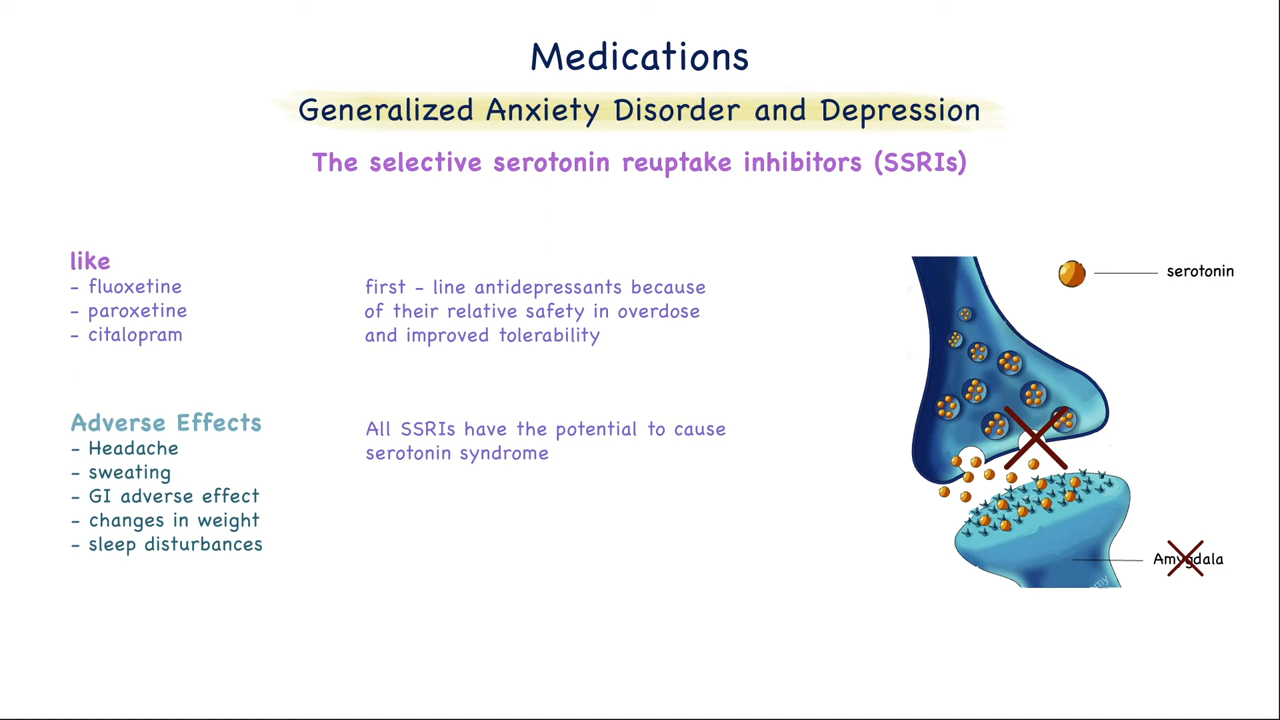 Medications
Generalized Anxiety Disorder and Depression
The selective serotonin reuptake inhibitors (SSRIs)
like
- fluoxetine
- paroxetine
- citalopram
first - line antidepressants because
of their relative safety in overdose
and improved tolerability
Adverse Effects
- Headache
- sweating
- GI adverse effect
- changes in weight
- sleep disturbances
All SSRIs have the potential to cause
serotonin syndrome
serotonin
Amygdala